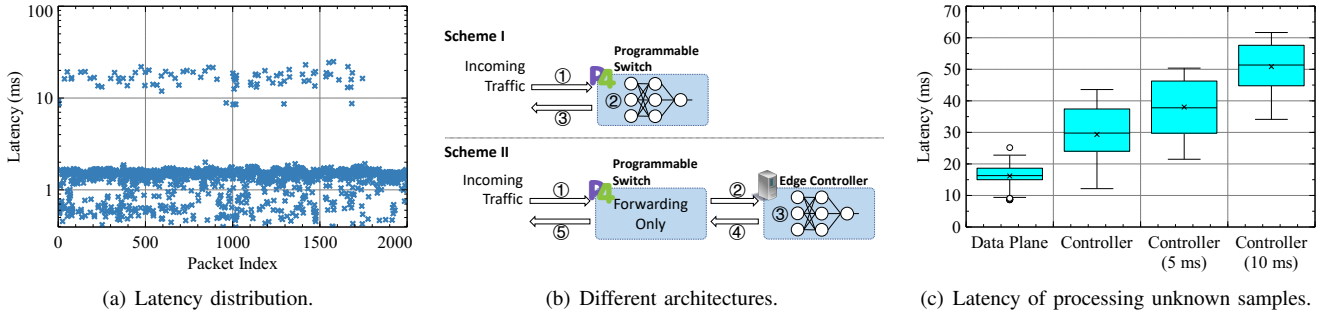 100
10
1
Latency (ms)
0 500 1000 1500 2000
Packet Index
(a) Latency distribution.
Scheme I
Incoming
Traffic
①
③
Programmable
Switch
P4
②
Scheme II
Incoming
Traffic
①
⑤
Programmable
Switch
P4
Forwarding
Only
②
④
Edge Controller
③
(b) Different architectures.
70
60
50
40
30
20
10
0
Latency (ms)
Data Plane Controller Controller Controller
(5 ms) (10 ms)
(c) Latency of processing unknown samples.